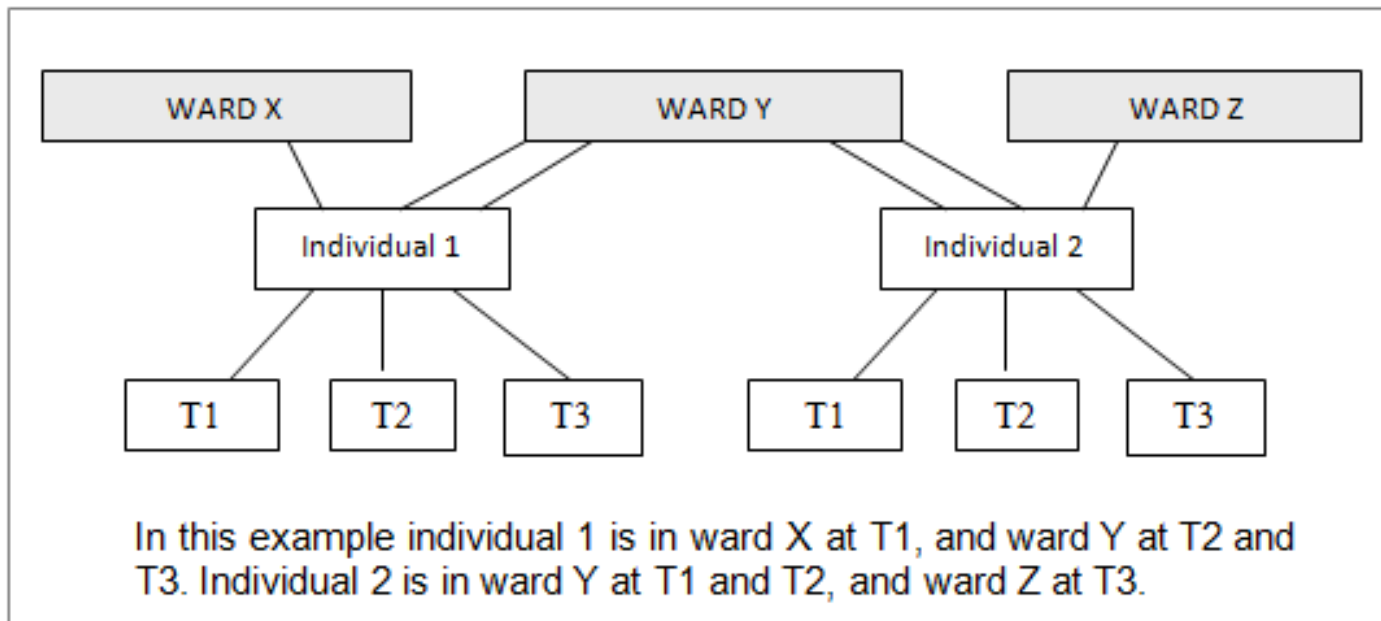 WARD X WARD Y WARD Z
Individual 1 Individual 2
T1 T2 T3 T1 T2 T3
In this example individual 1 is in ward X at T1, and ward Y at T2 and
T3. Individual 2 is in ward Y at T1 and T2, and ward Z at T3.